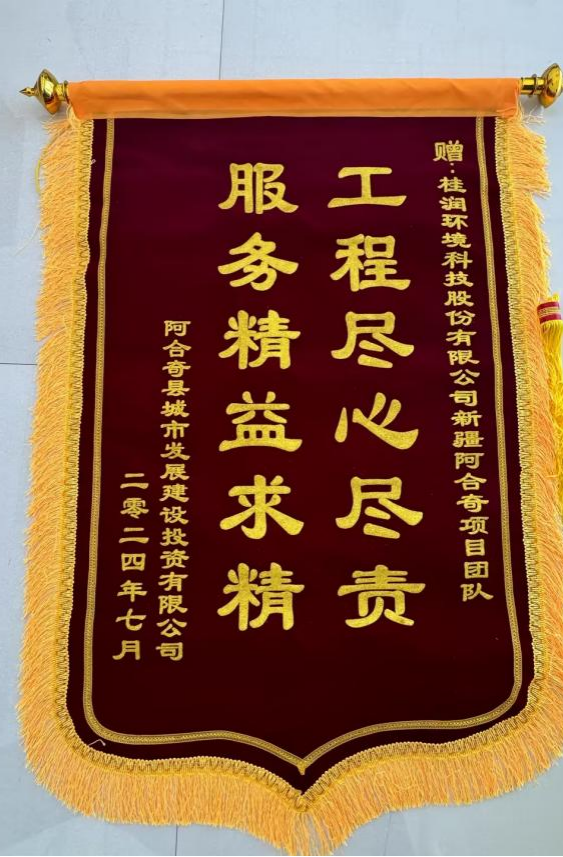 赠:桂润环境科技股份有限公司新疆阿合奇项目团队
工程尽心尽责
服务精益求精
阿合奇县城市发展建设投资有限公司
二零二四年七月